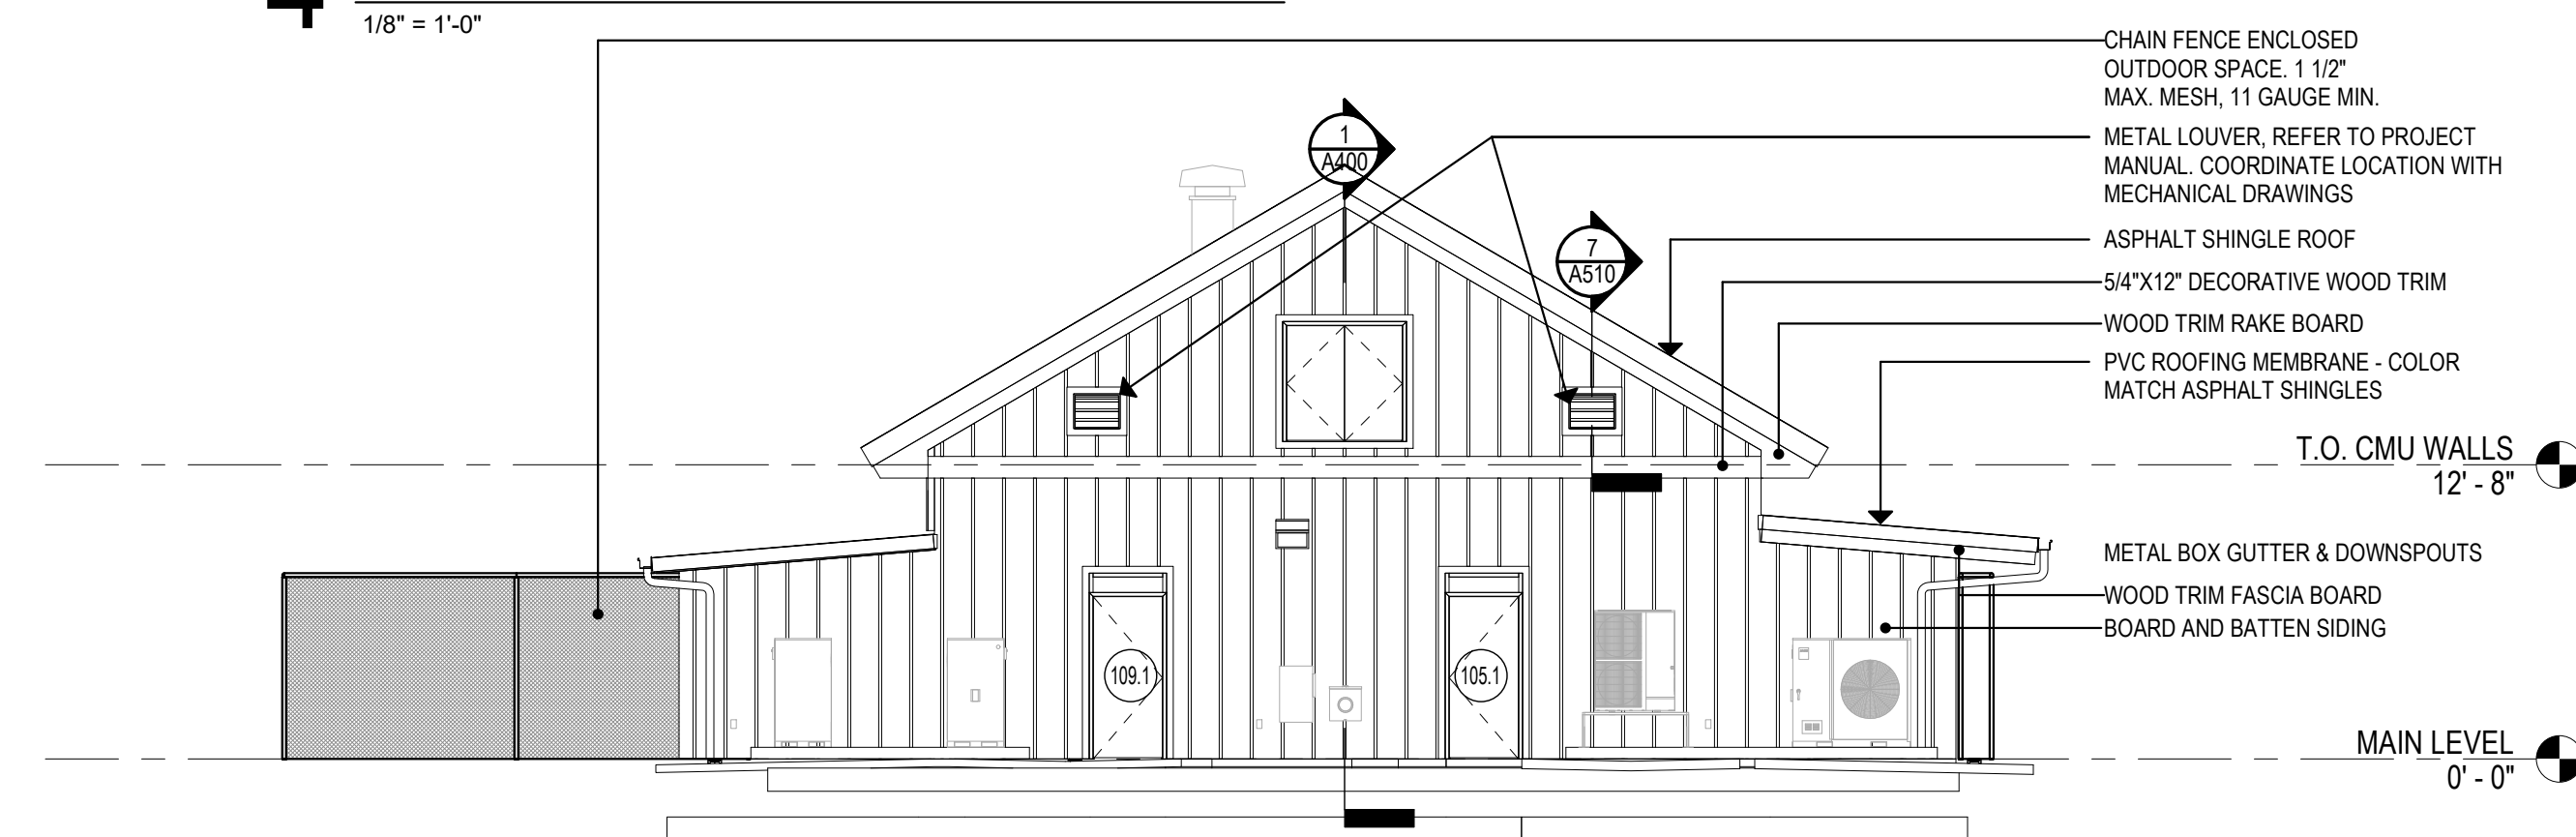 1/8" = 1'-0"
CHAIN FENCE ENCLOSED
OUTDOOR SPACE. 1 1/2"
MAX. MESH, 11 GAUGE MIN.
METAL LOUVER, REFER TO PROJECT
MANUAL. COORDINATE LOCATION WITH
MECHANICAL DRAWINGS
ASPHALT SHINGLE ROOF
5/4"X12" DECORATIVE WOOD TRIM
WOOD TRIM RAKE BOARD
PVC ROOFING MEMBRANE - COLOR
MATCH ASPHALT SHINGLES
T.O. CMU WALLS
12' - 8"
METAL BOX GUTTER & DOWNSPOUTS
WOOD TRIM FASCIA BOARD
BOARD AND BATTEN SIDING
MAIN LEVEL
0' - 0"
1
A400
7
A510
109.1
105.1